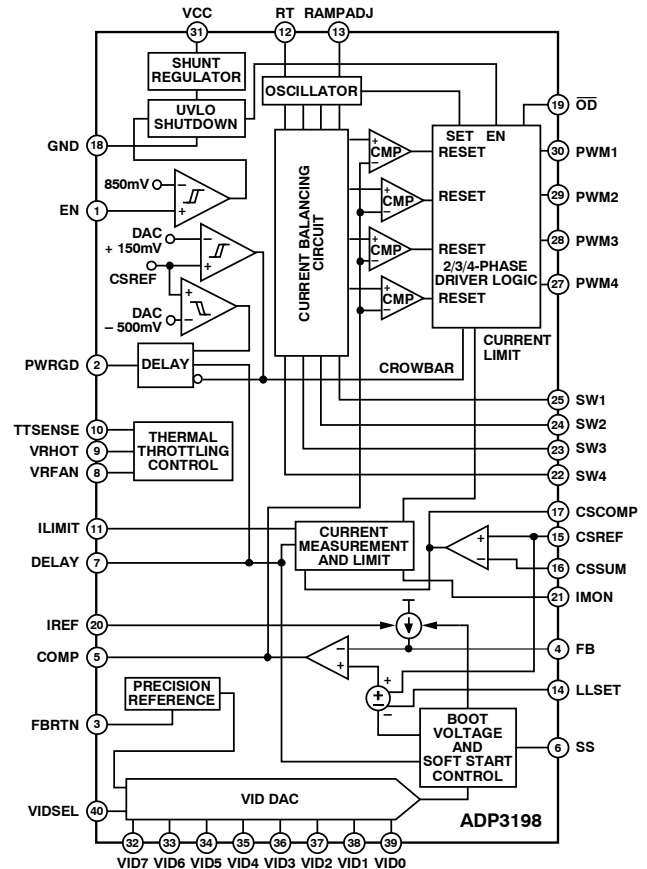 VCC RT RAMPADJ
31 12 13
SHUNT
REGULATOR
OSCILLATOR
UVLO
SHUTDOWN
19 OD
GND 18
SET EN
CMP RESET
30 PWM1
850mV
EN 1
CMP RESET
29 PWM2
DAC
+ 150mV
CSREF
CURRENT BALANCING
CIRCUIT
CMP RESET
28 PWM3
2/3/4-PHASE
DRIVER LOGIC
CMP RESET
27 PWM4
DAC
– 500mV
CURRENT
LIMIT
PWRGD 2
DELAY
CROWBAR
25 SW1
24 SW2
23 SW3
22 SW4
TTSENSE 10
VRHOT 9
VRFAN 8
THERMAL
THROTTLING
CONTROL
17 CSCOMP
ILIMIT 11
CURRENT
MEASUREMENT
AND LIMIT
15 CSREF
DELAY 7
16 CSSUM
21 IMON
IREF 20
COMP 5
4 FB
PRECISION
REFERENCE
14 LLSET
FBRTN 3
BOOT
VOLTAGE
AND
SOFT START
CONTROL
6 SS
VIDSEL 40
VID DAC
ADP3198
32 33 34 35 36 37 38 39
VID7 VID6 VID5 VID4 VID3 VID2 VID1 VID0